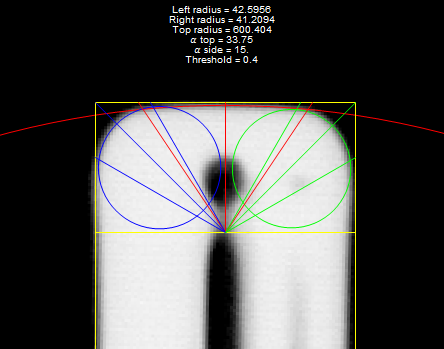 Left radius = 42.5956
Right radius = 41.2094
Top radius = 600.404
α top = 33.75
α side = 15.
Threshold = 0.4